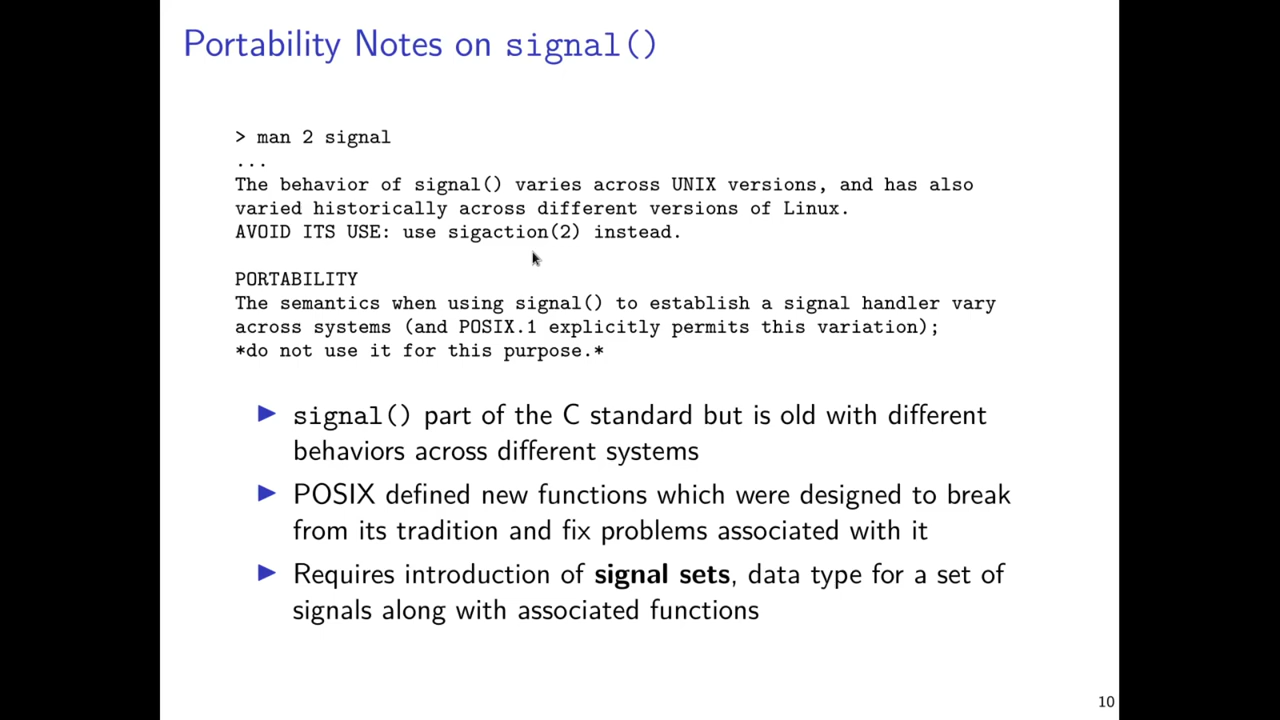 Portability Notes on signal()
> man 2 signal
...
The behavior of signal() varies across UNIX versions, and has also
varied historically across different versions of Linux.
AVOID ITS USE: use sigaction(2) instead.
PORTABILITY
The semantics when using signal() to establish a signal handler vary
across systems (and POSIX.1 explicitly permits this variation);
*do not use it for this purpose.*
▶ signal() part of the C standard but is old with different
behaviors across different systems
▶ POSIX defined new functions which were designed to break
from its tradition and fix problems associated with it
▶ Requires introduction of signal sets, data type for a set of
signals along with associated functions
10